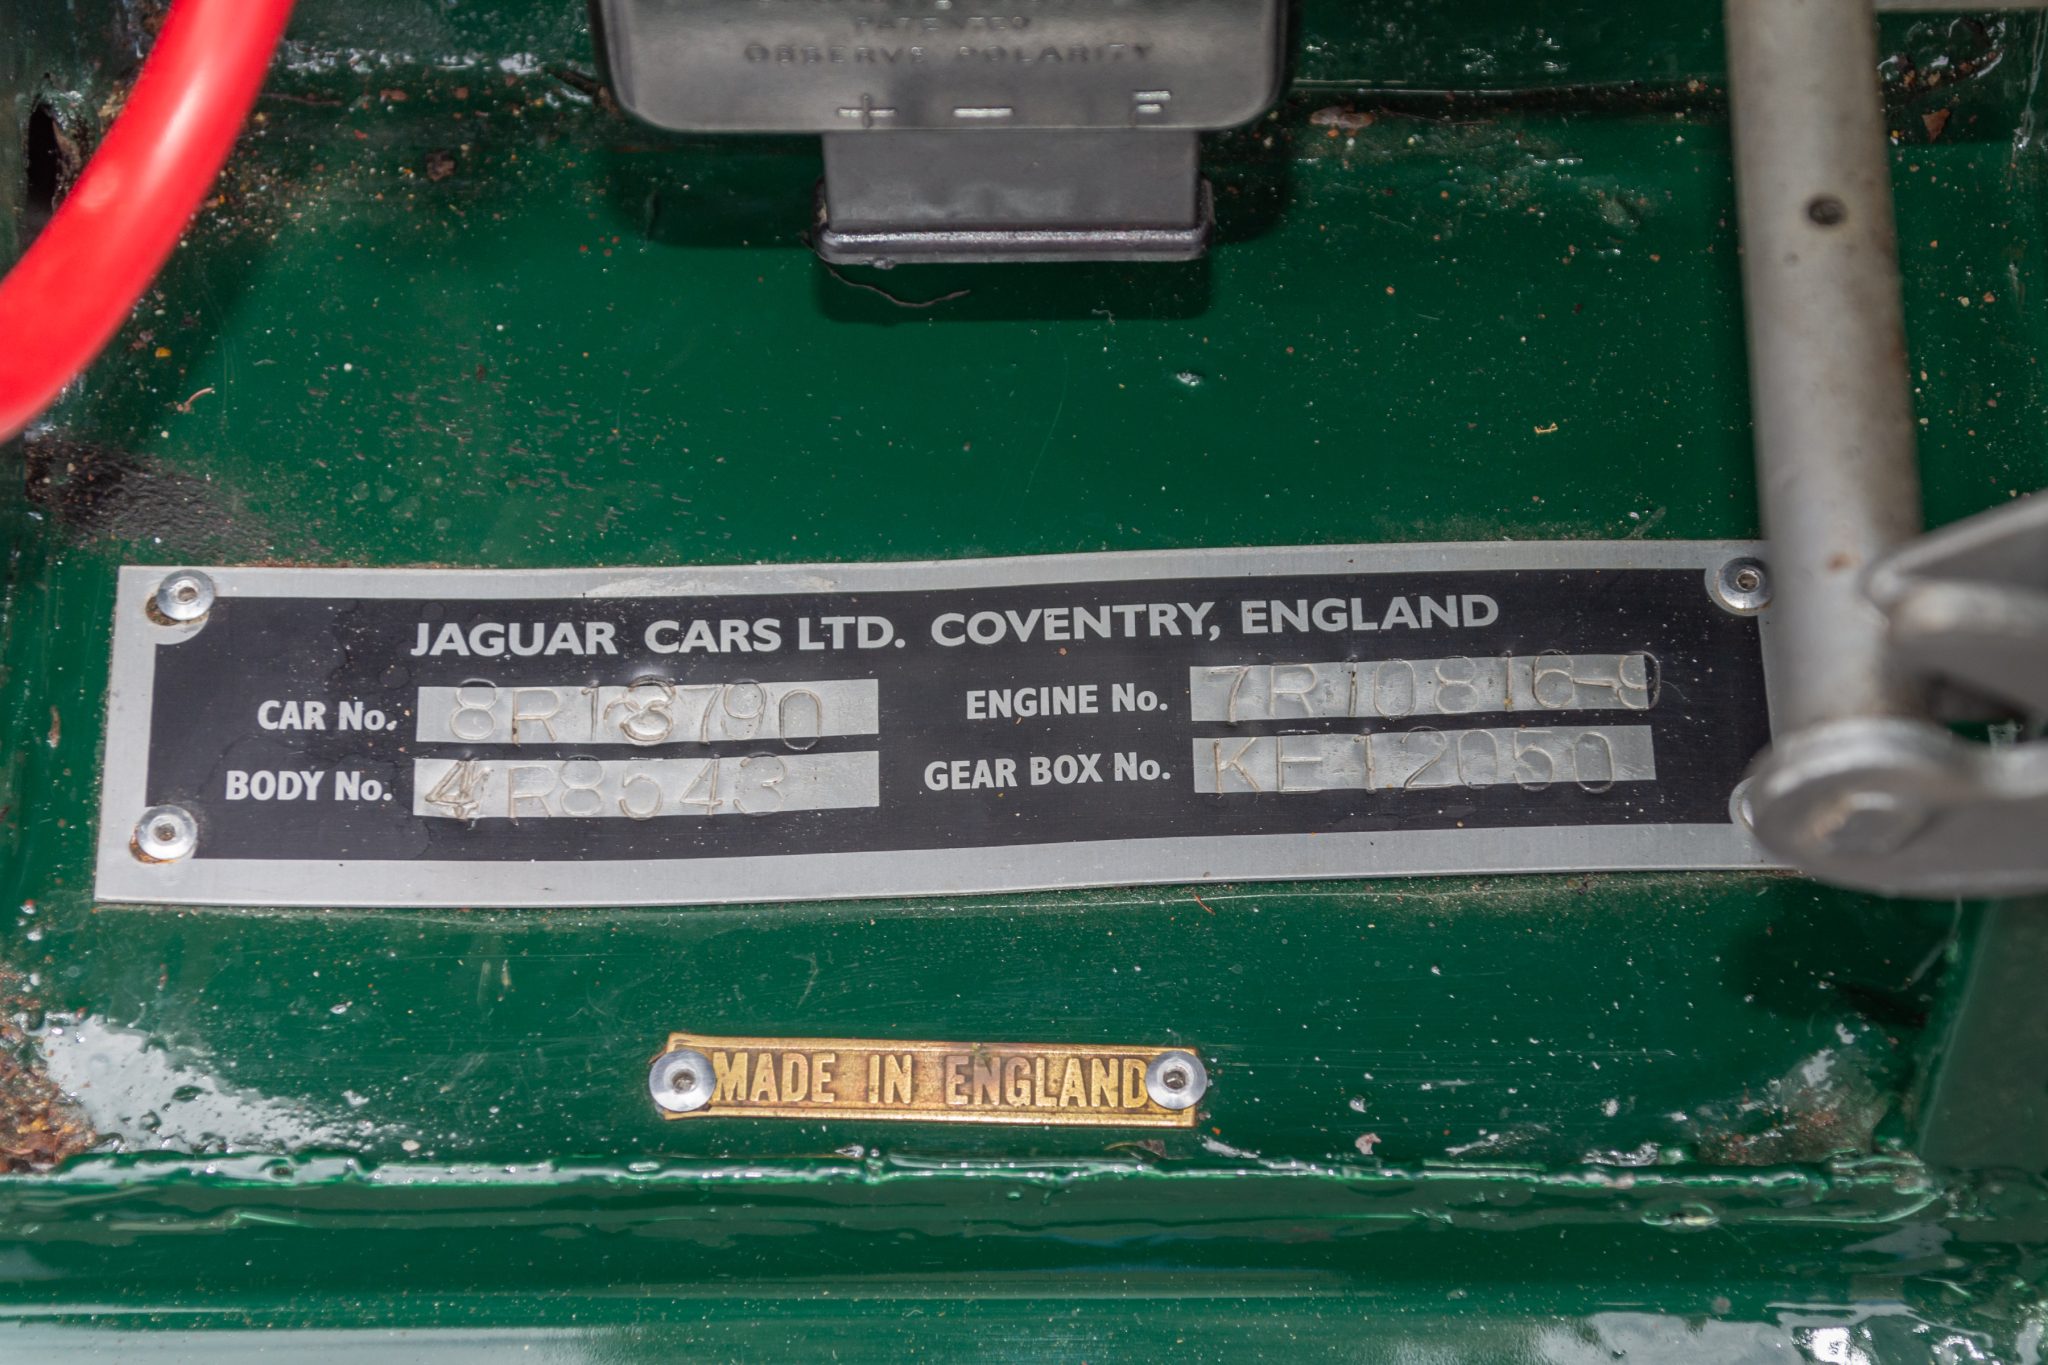 PATENTED
OBSERVE POLARITY
+ – F
JAGUAR CARS LTD. COVENTRY, ENGLAND
CAR No. 8R13790 ENGINE No. 7R10816-9
BODY No. 4R8543 GEAR BOX No. KE12050
MADE IN ENGLAND